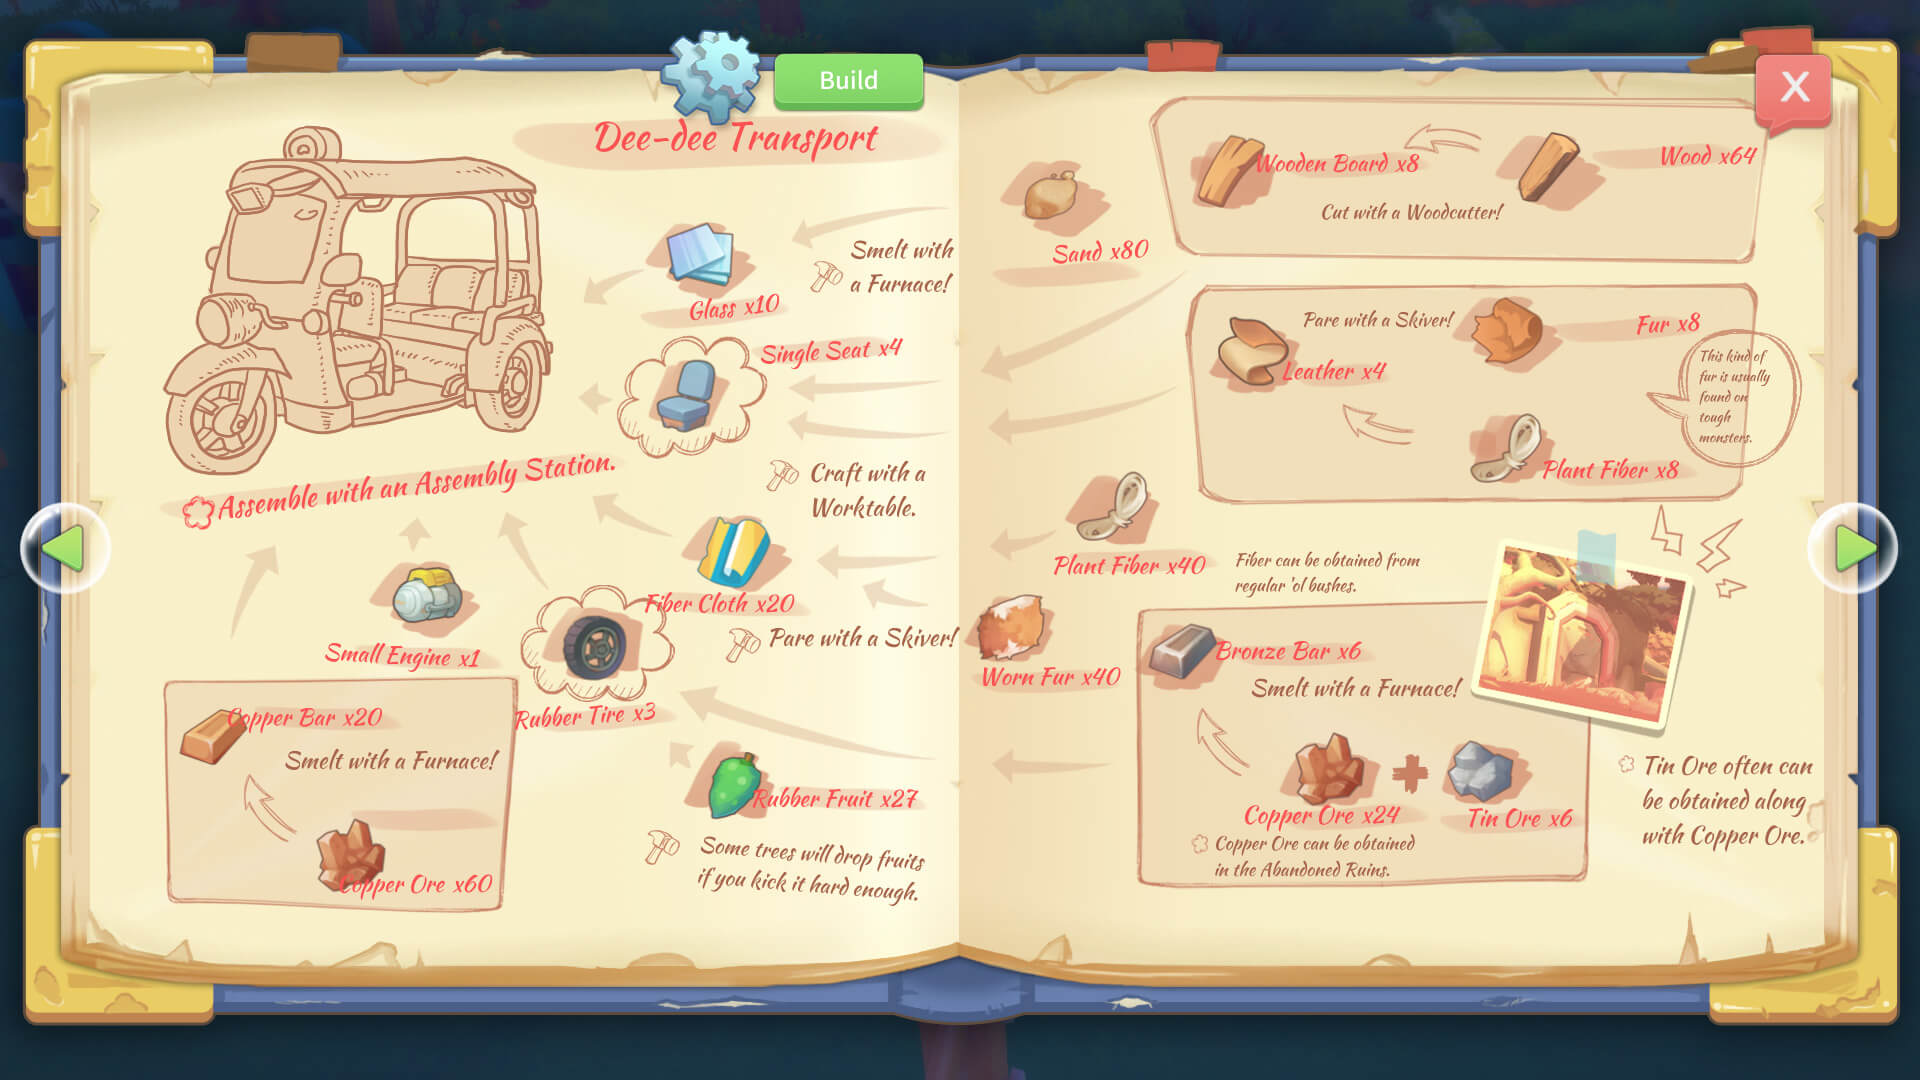 Build
X
Dee-dee Transport
Smelt with
a Furnace!
Glass x10
Single Seat x4
Craft with a
Worktable.
Assemble with an Assembly Station.
Fiber Cloth x20
Pare with a Skiver!
Small Engine x1
Rubber Tire x3
Copper Bar x20
Smelt with a Furnace!
Copper Ore x60
Rubber Fruit x27
Some trees will drop fruits
if you kick it hard enough.
Sand x80
Wooden Board x8
Wood x64
Cut with a Woodcutter!
Pare with a Skiver!
Fur x8
Leather x4
This kind of
fur is usually
found on
tough
monsters.
Plant Fiber x8
Plant Fiber x40
Fiber can be obtained from
regular 'ol bushes.
Worn Fur x40
Bronze Bar x6
Smelt with a Furnace!
Copper Ore x24
Tin Ore x6
Copper Ore can be obtained
in the Abandoned Ruins.
Tin Ore often can
be obtained along
with Copper Ore.